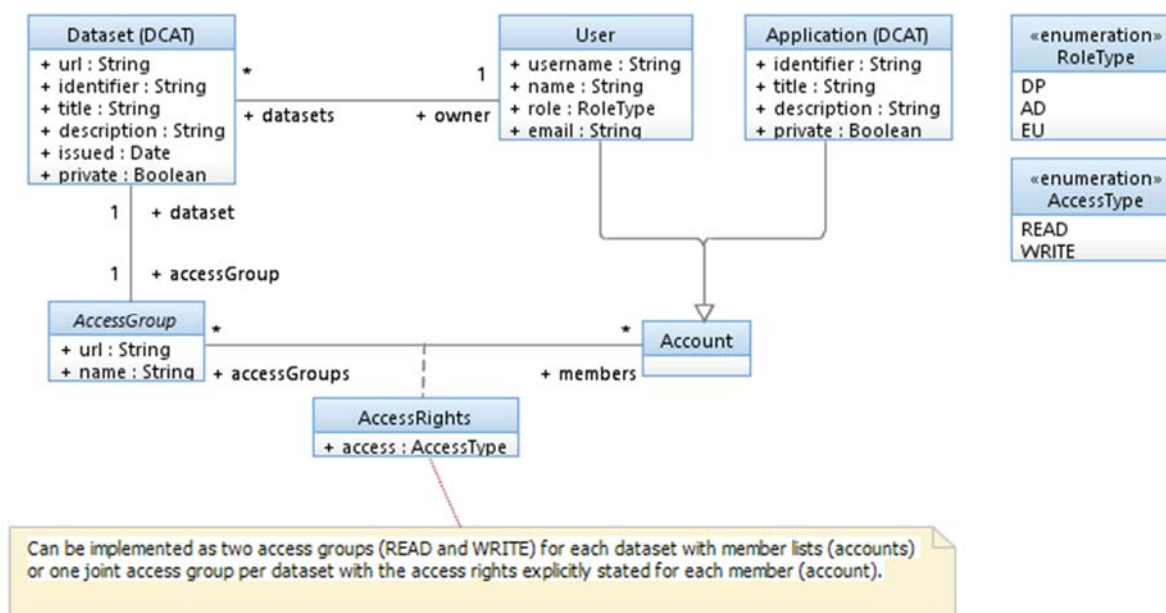 Dataset (DCAT)
+ url : String
+ identifier : String
+ title : String
+ description : String
+ issued : Date
+ private : Boolean
*
+ datasets
1
+ owner
User
+ username : String
+ name : String
+ role : RoleType
+ email : String
Application (DCAT)
+ identifier : String
+ title : String
+ description : String
+ private : Boolean
«enumeration»
RoleType
DP
AD
EU
«enumeration»
AccessType
READ
WRITE
1 + dataset
1 + accessGroup
AccessGroup
+ url : String
+ name : String
*
+ accessGroups
*
+ members
Account
AccessRights
+ access : AccessType
Can be implemented as two access groups (READ and WRITE) for each dataset with member lists (accounts)
or one joint access group per dataset with the access rights explicitly stated for each member (account).